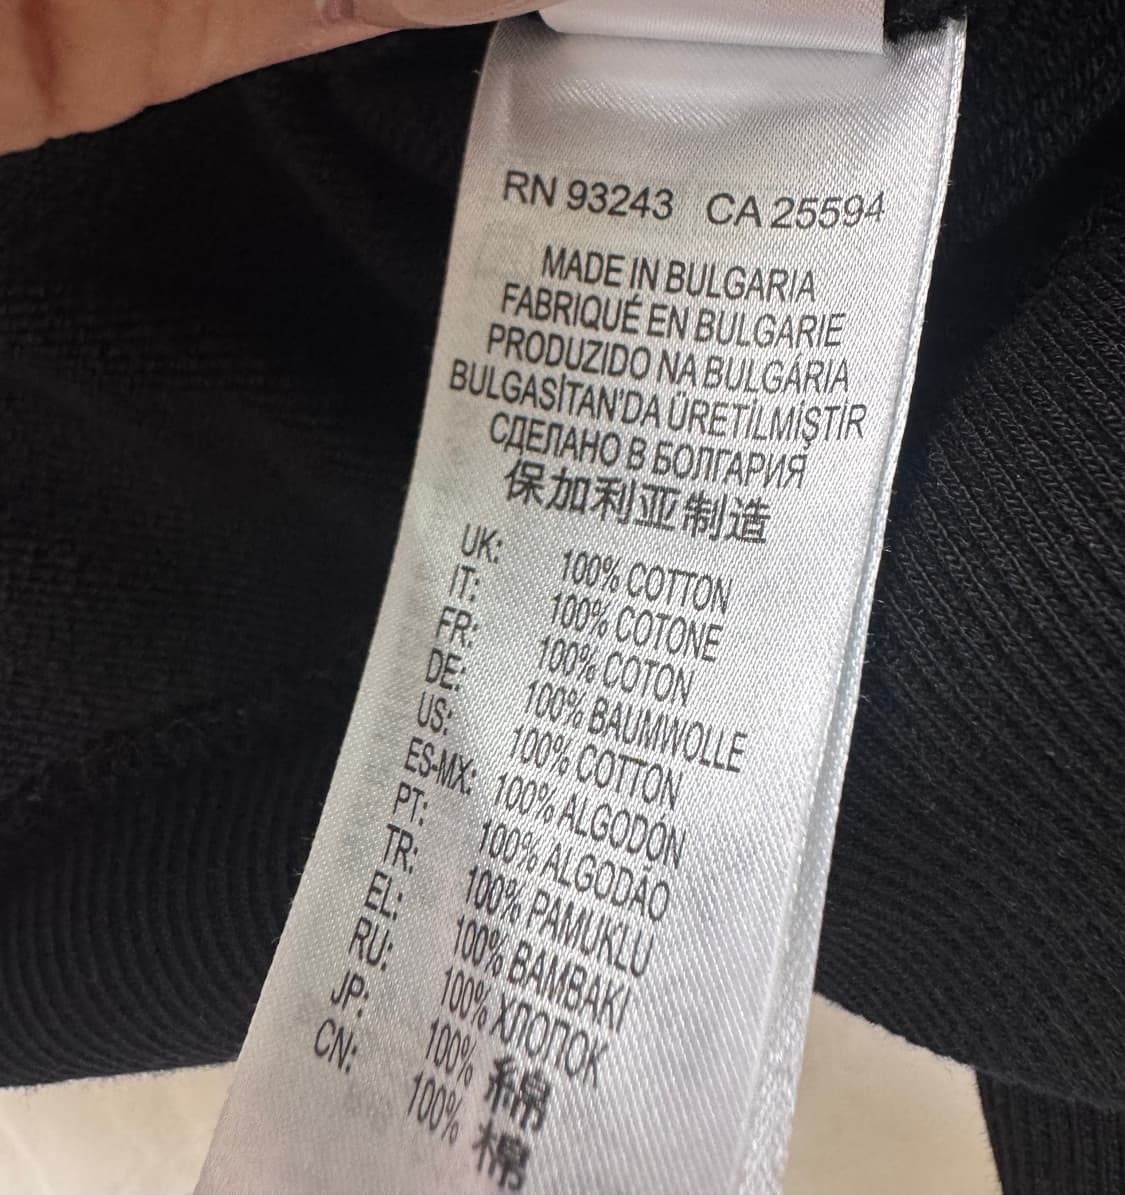 RN 93243 CA 25594
MADE IN BULGARIA
FABRIQUÉ EN BULGARIE
PRODUZIDO NA BULGÁRIA
BULGASİTAN'DA ÜRETİLMİŞTİR
СДЕЛАНО В БОЛГАРИЯ
保加利亚制造
UK: 100% COTTON
IT: 100% COTONE
FR: 100% COTON
DE: 100% BAUMWOLLE
US: 100% COTTON
ES-MX: 100% ALGODÓN
PT: 100% ALGODÃO
TR: 100% PAMUKLU
EL: 100% BAMBAKI
RU: 100% ХЛОПОК
JP: 100% 綿
CN: 100% 棉